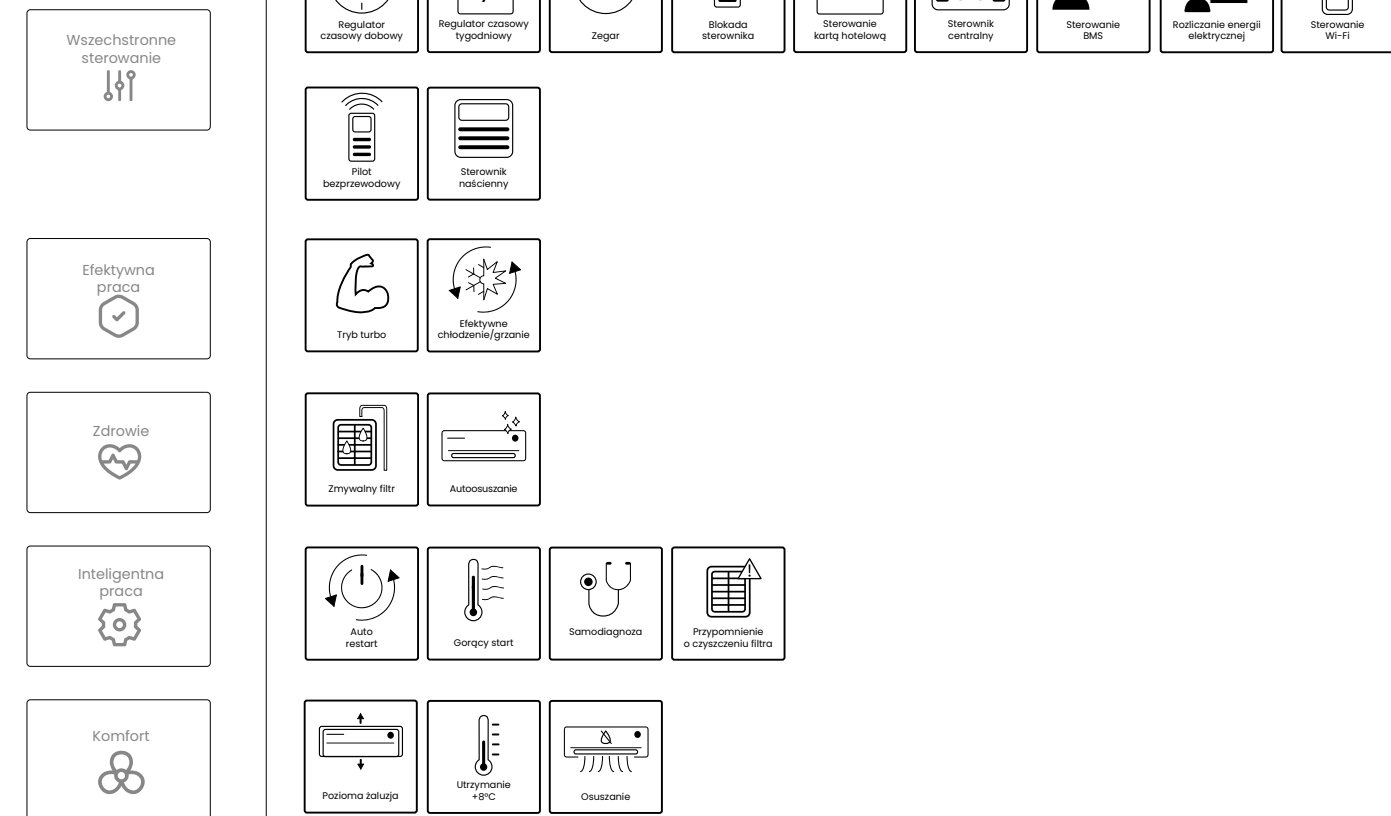 Wszechstronne
sterowanie
Regulator
czasowy dobowy
Regulator czasowy
tygodniowy
Zegar
Blokada
sterownika
Sterowanie
kartą hotelową
Sterownik
centralny
Sterowanie
BMS
Rozliczanie energii
elektrycznej
Sterowanie
Wi-Fi
Pilot
bezprzewodowy
Sterownik
naścienny
Efektywna
praca
Tryb turbo
Efektywne
chłodzenie/grzanie
Zdrowie
Zmywalny filtr
Autoosuszanie
Inteligentna
praca
Auto
restart
Gorący start
Samodiagnoza
Przypomnienie
o czyszczeniu filtra
Komfort
Pozioma żaluzja
Utrzymanie
+8°C
Osuszanie